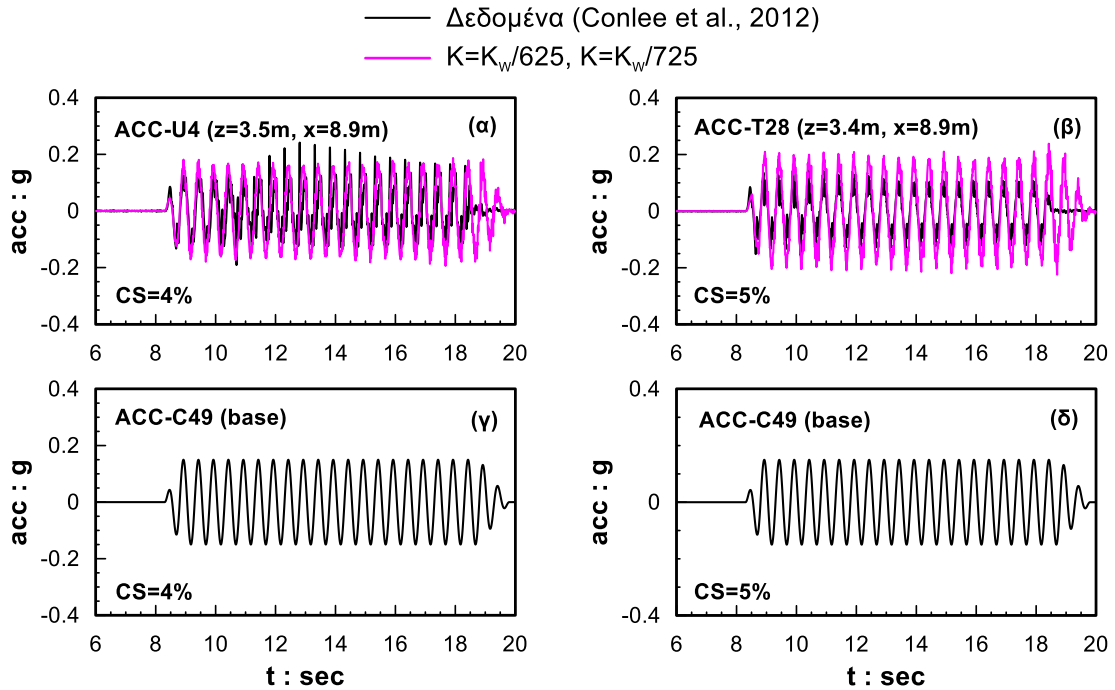 Δεδομένα (Conlee et al., 2012)
K=Kw/625, K=Kw/725
0.4
0.2
0
-0.2
-0.4
acc : g
ACC-U4 (z=3.5m, x=8.9m)
(α)
CS=4%
6 8 10 12 14 16 18 20
0.4
0.2
0
-0.2
-0.4
acc : g
ACC-T28 (z=3.4m, x=8.9m)
(β)
CS=5%
6 8 10 12 14 16 18 20
0.4
0.2
0
-0.2
-0.4
acc : g
ACC-C49 (base)
(γ)
CS=4%
6 8 10 12 14 16 18 20
t : sec
0.4
0.2
0
-0.2
-0.4
acc : g
ACC-C49 (base)
(δ)
CS=5%
6 8 10 12 14 16 18 20
t : sec